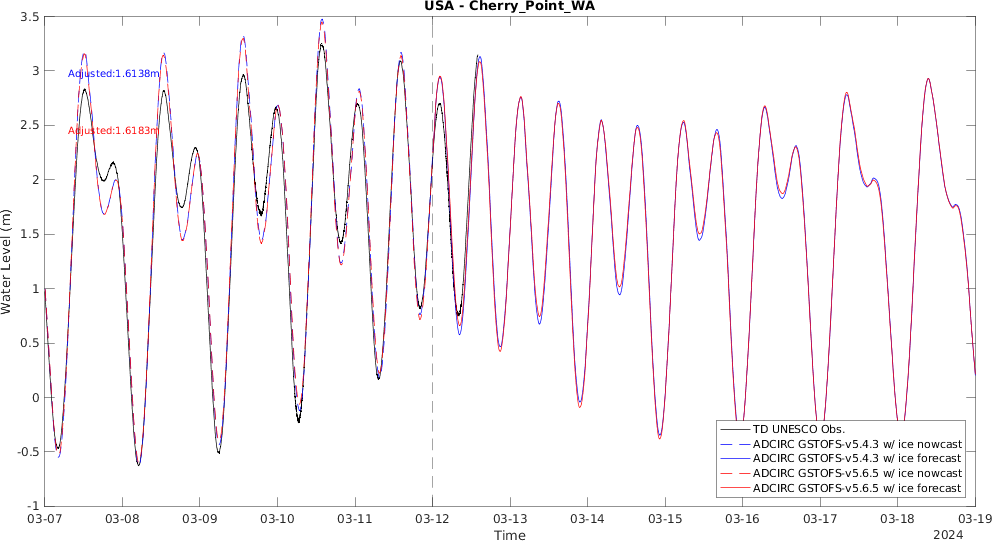 USA - Cherry_Point_WA
3.5
3
2.5
2
1.5
1
0.5
0
-0.5
-1
Water Level (m)
Adjusted:1.6138m
Adjusted:1.6183m
TD UNESCO Obs.
ADCIRC GSTOFS-v5.4.3 w/ ice nowcast
ADCIRC GSTOFS-v5.4.3 w/ ice forecast
ADCIRC GSTOFS-v5.6.5 w/ ice nowcast
ADCIRC GSTOFS-v5.6.5 w/ ice forecast
03-07 03-08 03-09 03-10 03-11 03-12 03-13 03-14 03-15 03-16 03-17 03-18 03-19
Time
2024